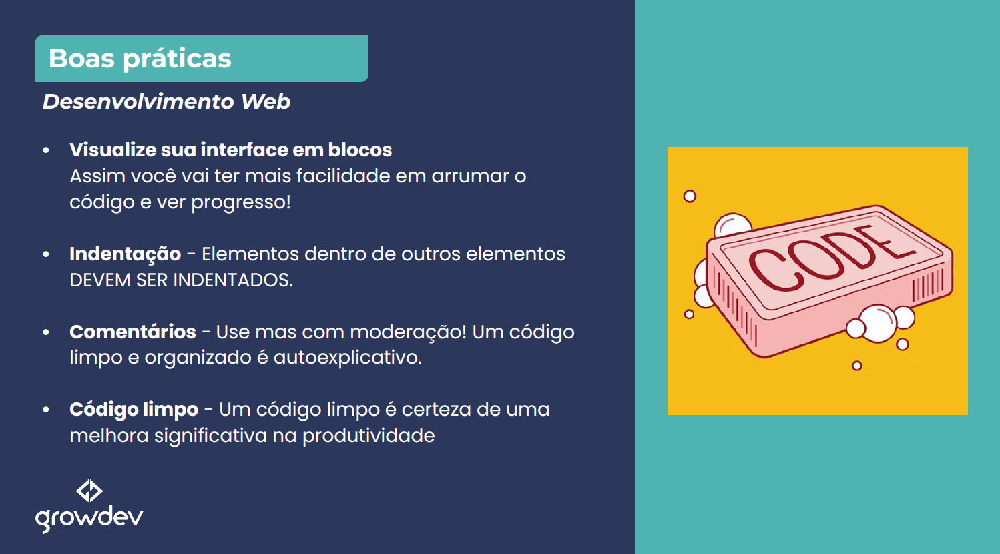 Boas práticas
Desenvolvimento Web
• Visualize sua interface em blocos
Assim você vai ter mais facilidade em arrumar o
código e ver progresso!
• Indentação - Elementos dentro de outros elementos
DEVEM SER INDENTADOS.
• Comentários - Use mas com moderação! Um código
limpo e organizado é autoexplicativo.
• Código limpo - Um código limpo é certeza de uma
melhora significativa na produtividade
growdev
CODE